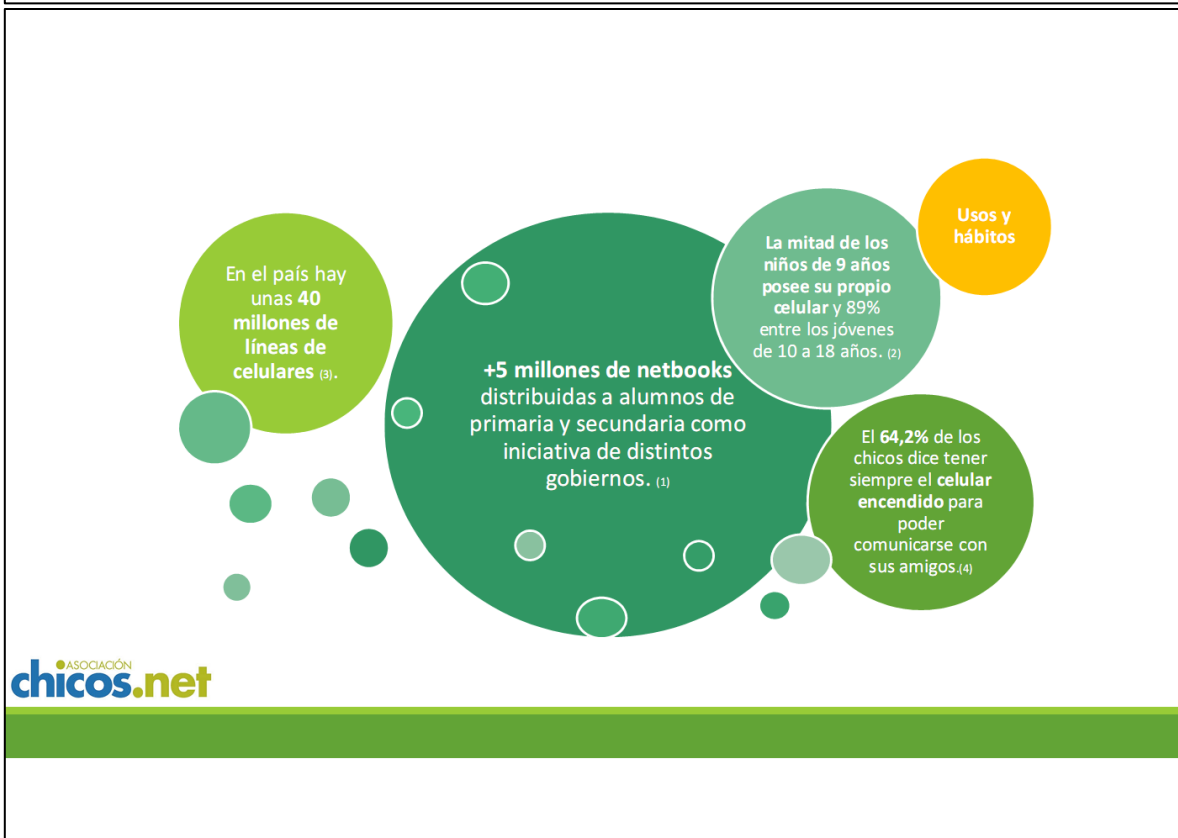 Usos y
hábitos
En el país hay
unas 40
millones de
líneas de
celulares (3).
+5 millones de netbooks
distribuidas a alumnos de
primaria y secundaria como
iniciativa de distintos
gobiernos. (1)
La mitad de los
niños de 9 años
posee su propio
celular y 89%
entre los jóvenes
de 10 a 18 años. (2)
El 64,2% de los
chicos dice tener
siempre el celular
encendido para
poder
comunicarse con
sus amigos.(4)
ASOCIACIÓN
chicos.net